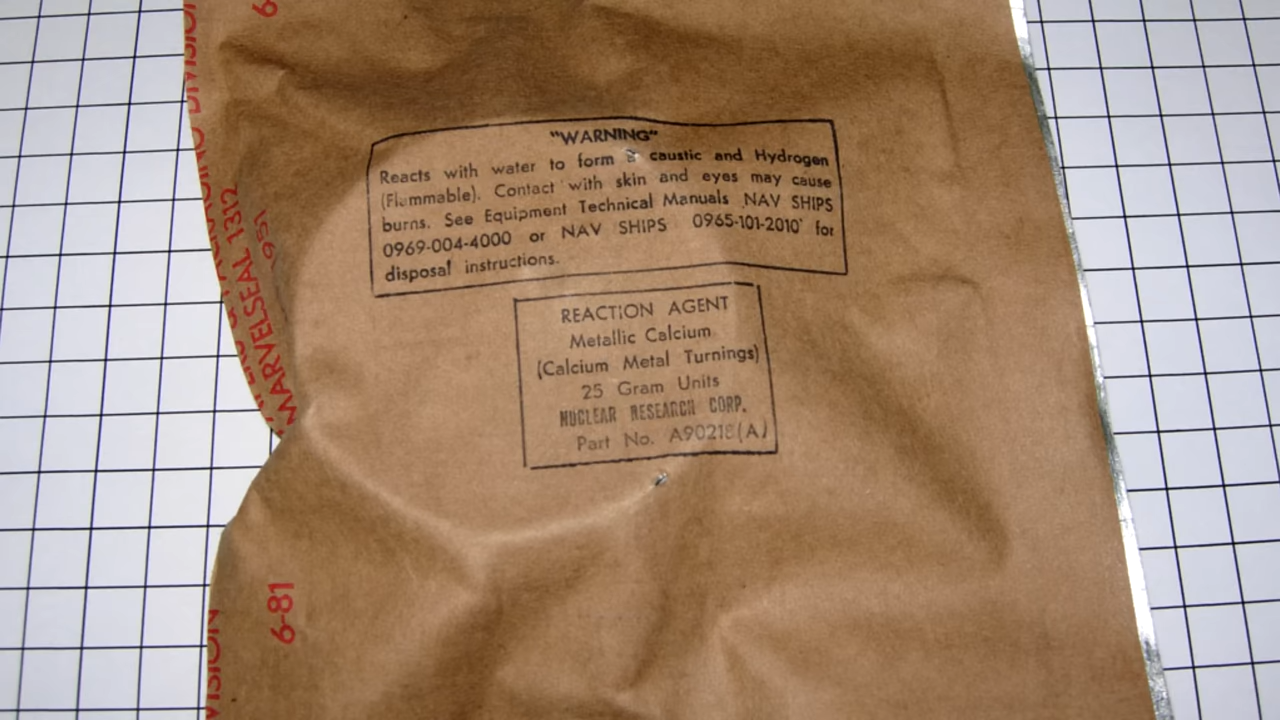 "WARNING"
Reacts with water to form a caustic and Hydrogen
(Flammable). Contact with skin and eyes may cause
burns. See Equipment Technical Manuals NAV SHIPS
0969-004-4000 or NAV SHIPS 0965-101-2010 for
disposal instructions.
REACTION AGENT
Metallic Calcium
(Calcium Metal Turnings)
25 Gram Units
NUCLEAR RESEARCH CORP.
Part No. A90218(A)
DIVISION
MARVELSEAL 1312
951
6-81